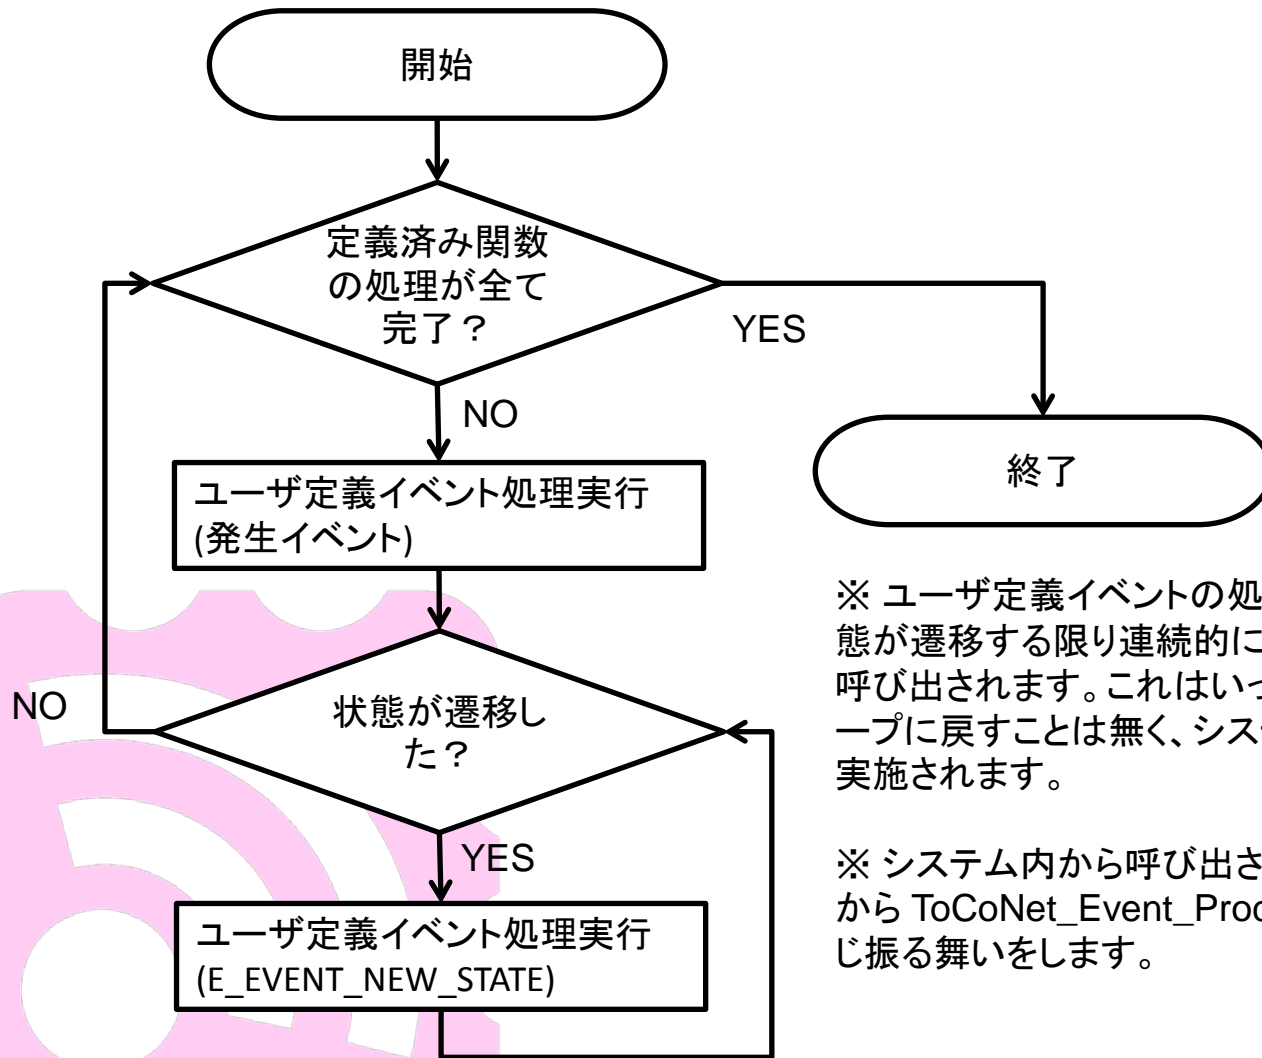 開始
定義済み関数
の処理が全て
完了？
YES
NO
終了
ユーザ定義イベント処理実行
(発生イベント)
NO
状態が遷移し
た？
YES
ユーザ定義イベント処理実行
(E_EVENT_NEW_STATE)
※ ユーザ定義イベントの処
態が遷移する限り連続的に
呼び出されます。これはいっ
ープに戻すことは無く、シス
実施されます。
※ システム内から呼び出さ
から ToCoNet_Event_Proc
じ振る舞いをします。